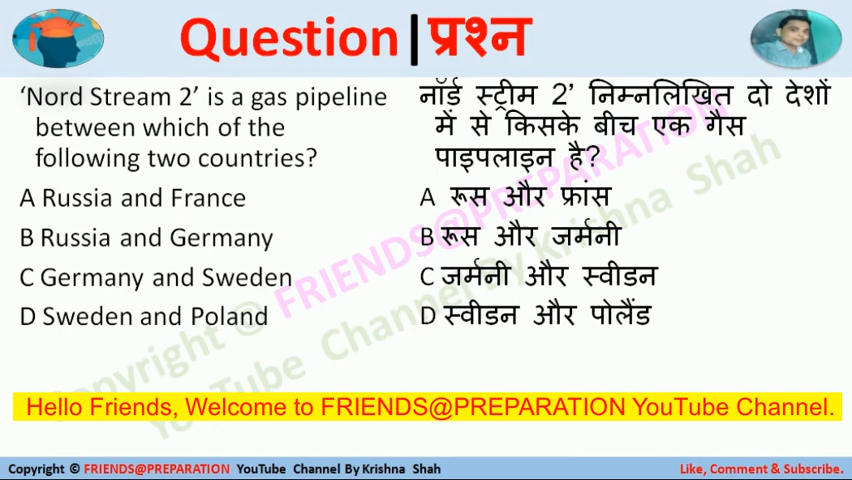 Question|प्रश्न
‘Nord Stream 2’ is a gas pipeline
between which of the
following two countries?
A Russia and France
B Russia and Germany
C Germany and Sweden
D Sweden and Poland
नॉर्ड स्ट्रीम 2’ निम्नलिखित दो देशों
में से किसके बीच एक गैस
पाइपलाइन है?
A रूस और फ्रांस
B रूस और जर्मनी
C जर्मनी और स्वीडन
D स्वीडन और पोलैंड
Copyright © FRIENDS@PREPARATION
YouTube Channel By Krishna Shah
Hello Friends, Welcome to FRIENDS@PREPARATION YouTube Channel.
Copyright © FRIENDS@PREPARATION YouTube Channel By Krishna Shah
Like, Comment & Subscribe.